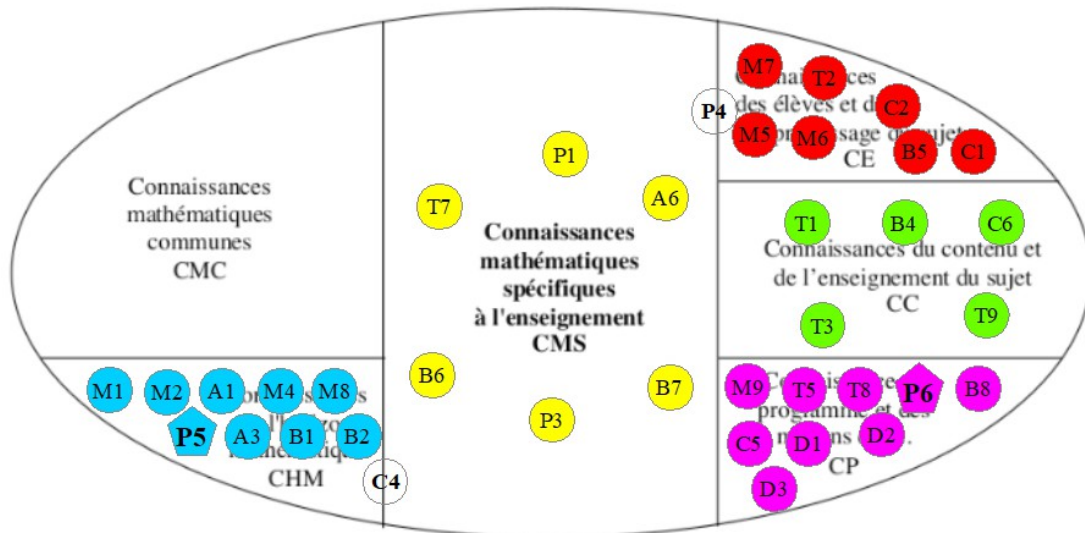 Connaissances
mathématiques
communes
CMC
Connaissances
mathématiques
spécifiques
à l'enseignement
CMS
P1
T7
A6
B6
B7
P3
P4
M7
T2
C2
M5
M6
B5
C1
des élèves et
CE
T1
B4
C6
Connaissances du contenu et
de l'enseignement du sujet
CC
T3
T9
M1
M2
A1
M4
M8
P5
A3
B1
B2
CHM
C4
M9
T5
T8
P6
B8
programme et
C5
D1
D2
CP
D3